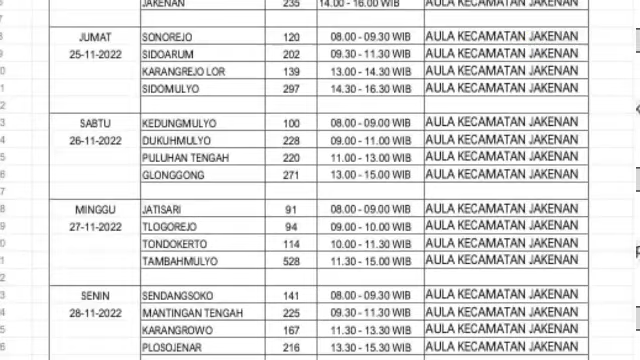 JAKENAN 235 14.00 - 16.00 WIB AULA KECAMATAN JAKENAN
JUMAT SONOREJO 120 08.00 - 09.30 WIB AULA KECAMATAN JAKENAN
25-11-2022 SIDOARUM 202 09.30 - 11.30 WIB AULA KECAMATAN JAKENAN
KARANGREJO LOR 139 13.00 - 14.30 WIB AULA KECAMATAN JAKENAN
SIDOMULYO 297 14.30 - 16.30 WIB AULA KECAMATAN JAKENAN
SABTU KEDUNGMULYO 100 08.00 - 09.00 WIB AULA KECAMATAN JAKENAN
26-11-2022 DUKUHMULYO 228 09.00 - 11.00 WIB AULA KECAMATAN JAKENAN
PULUHAN TENGAH 220 11.00 - 13.00 WIB AULA KECAMATAN JAKENAN
GLONGGONG 271 13.00 - 15.00 WIB AULA KECAMATAN JAKENAN
MINGGU JATISARI 91 08.00 - 09.00 WIB AULA KECAMATAN JAKENAN
27-11-2022 TLOGOREJO 94 09.00 - 10.00 WIB AULA KECAMATAN JAKENAN
TONDOKERTO 114 10.00 - 11.30 WIB AULA KECAMATAN JAKENAN
TAMBAHMULYO 528 11.30 - 15.00 WIB AULA KECAMATAN JAKENAN
SENIN SENDANGSOKO 141 08.00 - 09.30 WIB AULA KECAMATAN JAKENAN
28-11-2022 MANTINGAN TENGAH 225 09.30 - 11.30 WIB AULA KECAMATAN JAKENAN
KARANGROWO 167 11.30 - 13.30 WIB AULA KECAMATAN JAKENAN
PLOSOJENAR 216 13.30 - 15.30 WIB AULA KECAMATAN JAKENAN